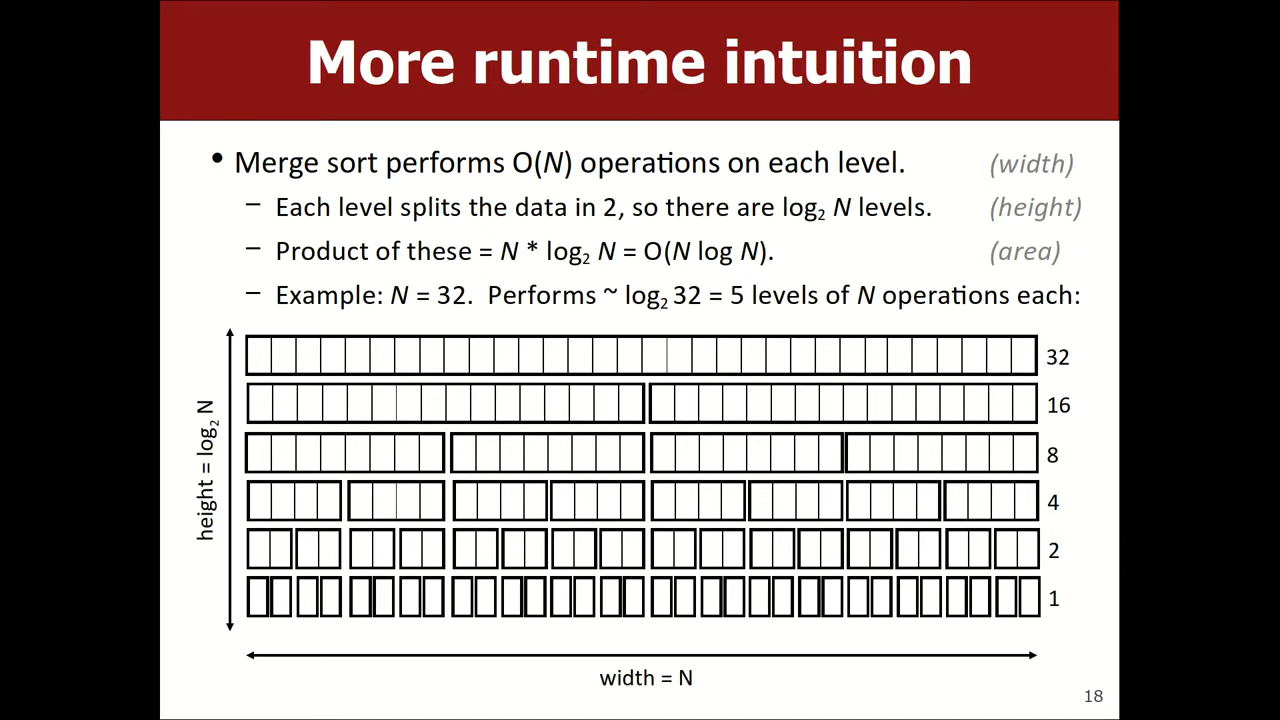 More runtime intuition
• Merge sort performs O(N) operations on each level. (width)
– Each level splits the data in 2, so there are log₂ N levels. (height)
– Product of these = N * log₂ N = O(N log N). (area)
– Example: N = 32. Performs ~ log₂ 32 = 5 levels of N operations each:
height = log₂ N
32
16
8
4
2
1
width = N
18